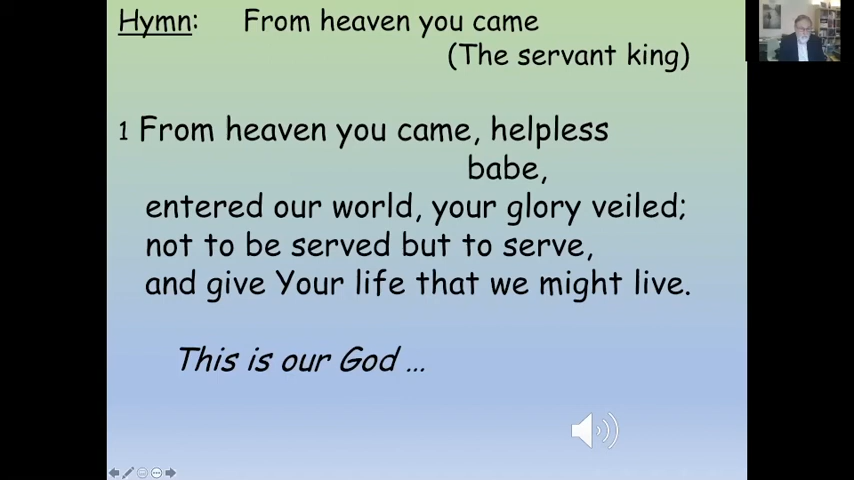 Hymn: From heaven you came
(The servant king)
1 From heaven you came, helpless
babe,
entered our world, your glory veiled;
not to be served but to serve,
and give Your life that we might live.
This is our God ...